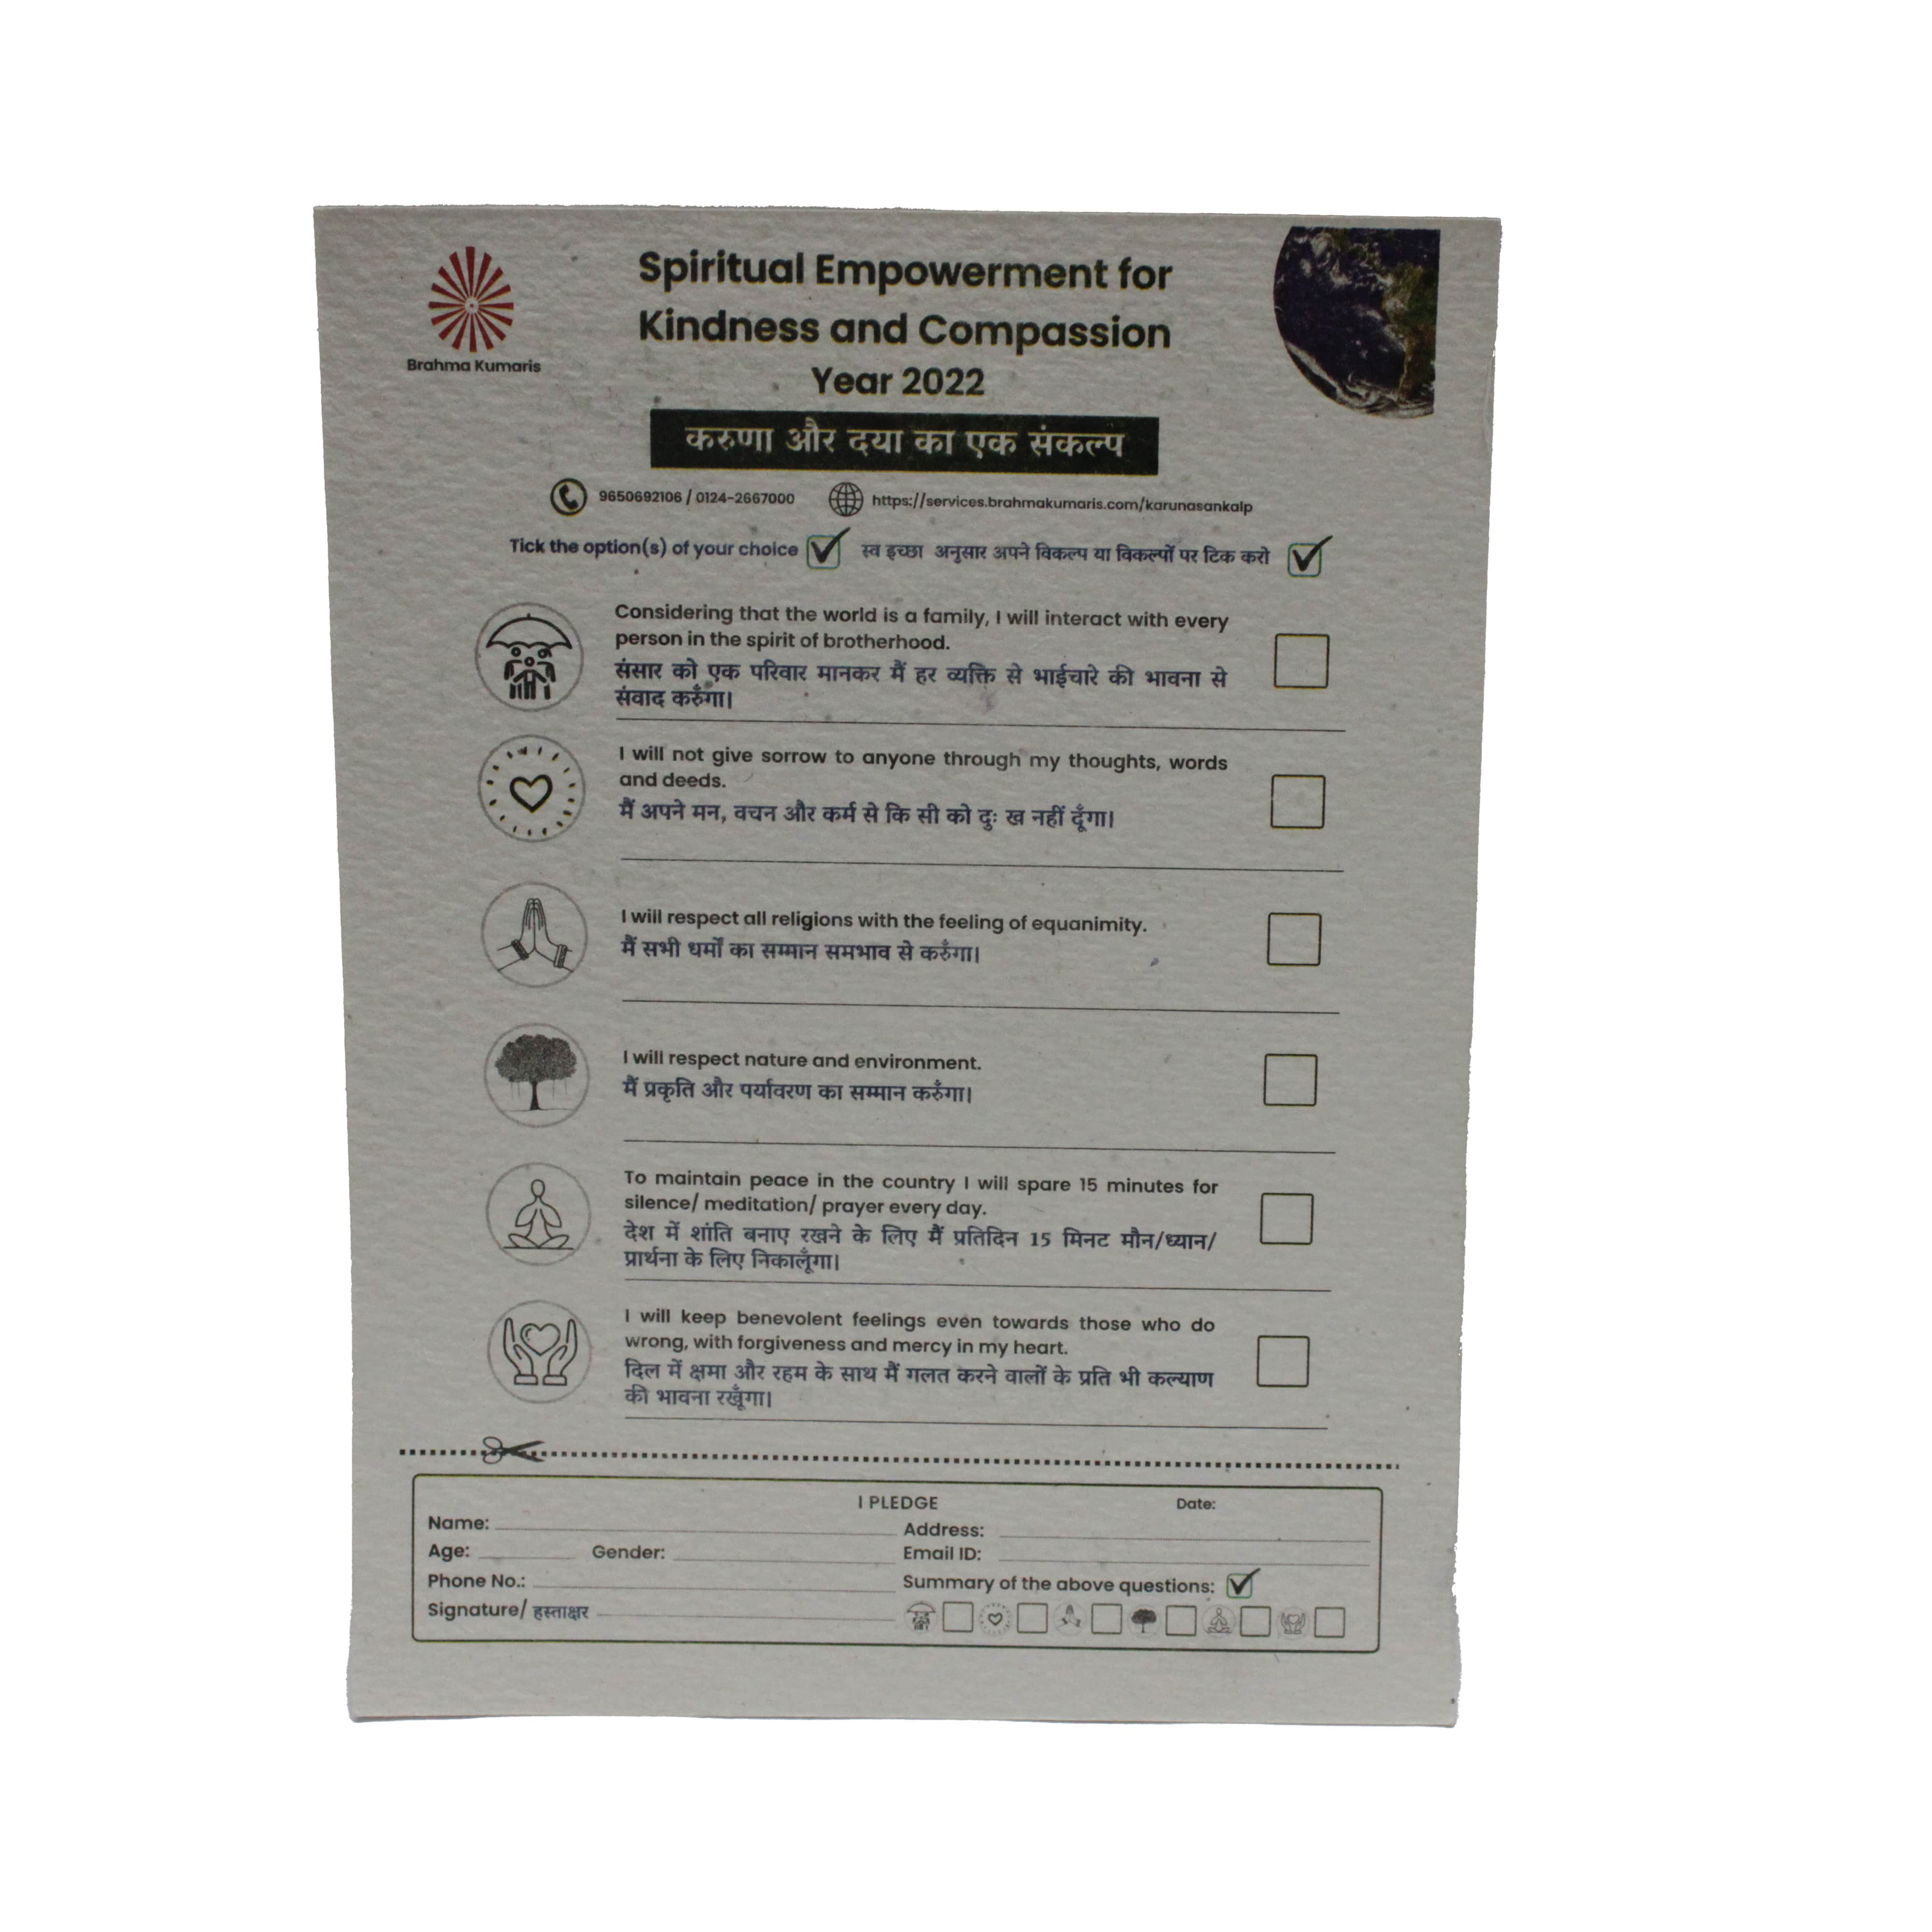 Spiritual Empowerment for
Kindness and Compassion
Year 2022
Brahma Kumaris
करुणा और दया का एक संकल्प
9650692106 / 0124-2667000 https://services.brahmakumaris.com/karunasankalp
Tick the option(s) of your choice स्व इच्छा अनुसार अपने विकल्प या विकल्पों पर टिक करो
Considering that the world is a family, I will interact with every
person in the spirit of brotherhood.
संसार को एक परिवार मानकर मैं हर व्यक्ति से भाईचारे की भावना से
संवाद करुँगा।
I will not give sorrow to anyone through my thoughts, words
and deeds.
मैं अपने मन, वचन और कर्म से कि सी को दुः ख नहीं दूँगा।
I will respect all religions with the feeling of equanimity.
मैं सभी धर्मों का सम्मान समभाव से करुँगा।
I will respect nature and environment.
मैं प्रकृति और पर्यावरण का सम्मान करुँगा।
To maintain peace in the country I will spare 15 minutes for
silence/ meditation/ prayer every day.
देश में शांति बनाए रखने के लिए मैं प्रतिदिन 15 मिनट मौन/ध्यान/
प्रार्थना के लिए निकालूँगा।
I will keep benevolent feelings even towards those who do
wrong, with forgiveness and mercy in my heart.
दिल में क्षमा और रहम के साथ मैं गलत करने वालों के प्रति भी कल्याण
की भावना रखूँगा।
I PLEDGE Date:
Name: Address:
Age: Gender: Email ID:
Phone No.: Summary of the above questions:
Signature/ हस्ताक्षर